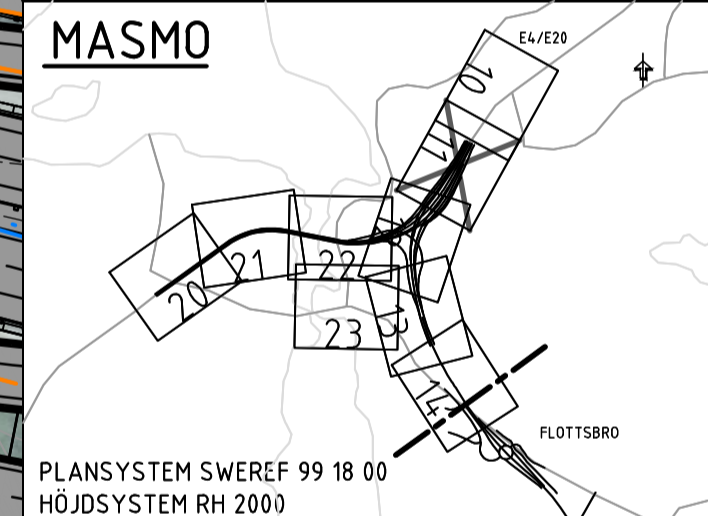 MASMO
E4/E20
10
11
20
21
22
23
13
14
FLOTTSBRO
PLANSYSTEM SWEREF 99 18 00
HÖJDSYSTEM RH 2000